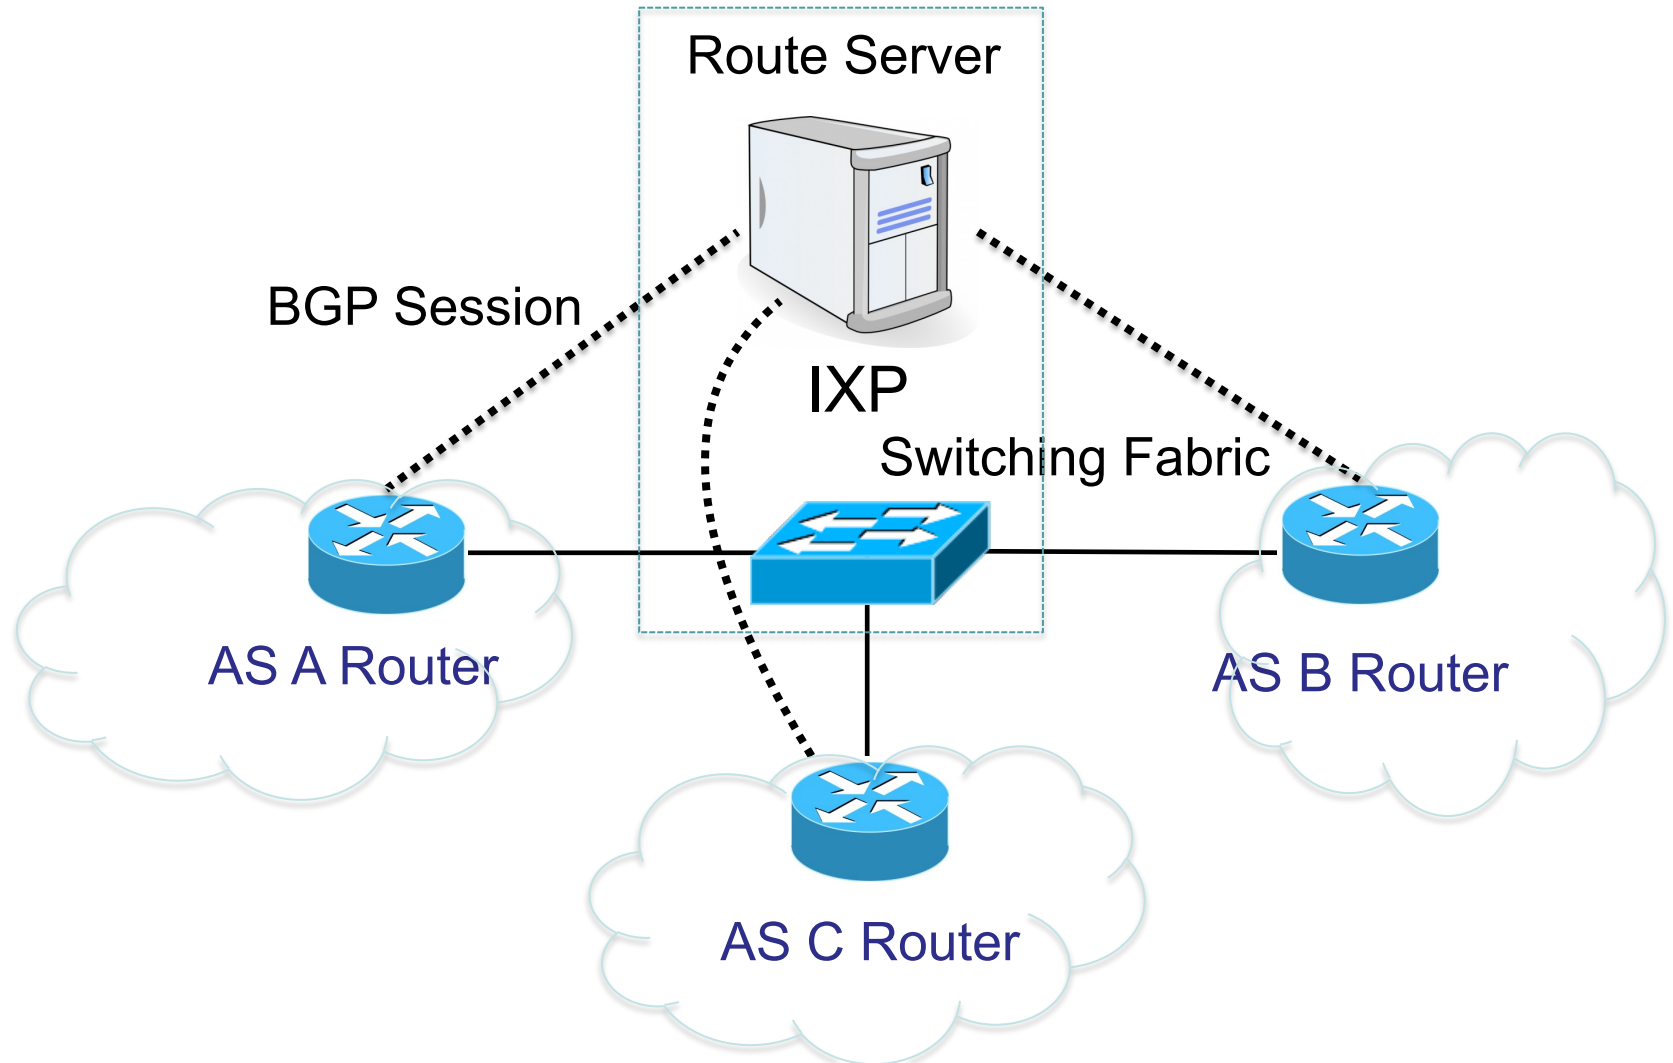 Route Server
BGP Session
IXP
Switching Fabric
AS A Router
AS B Router
AS C Router